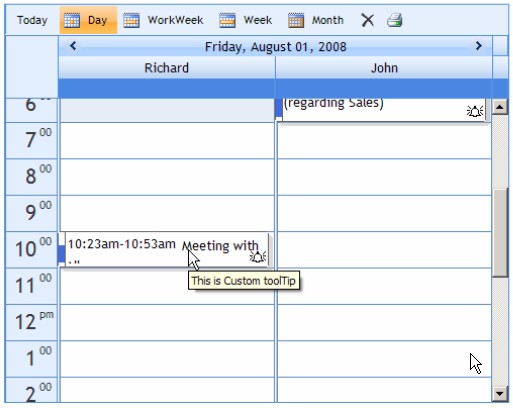 Today Day WorkWeek Week Month
Friday, August 01, 2008
Richard John
6 00
(regarding Sales)
7 00
8 00
9 00
10 00
10:23am-10:53am Meeting with
This is Custom toolTip
11 00
12 pm
1 00
2 00